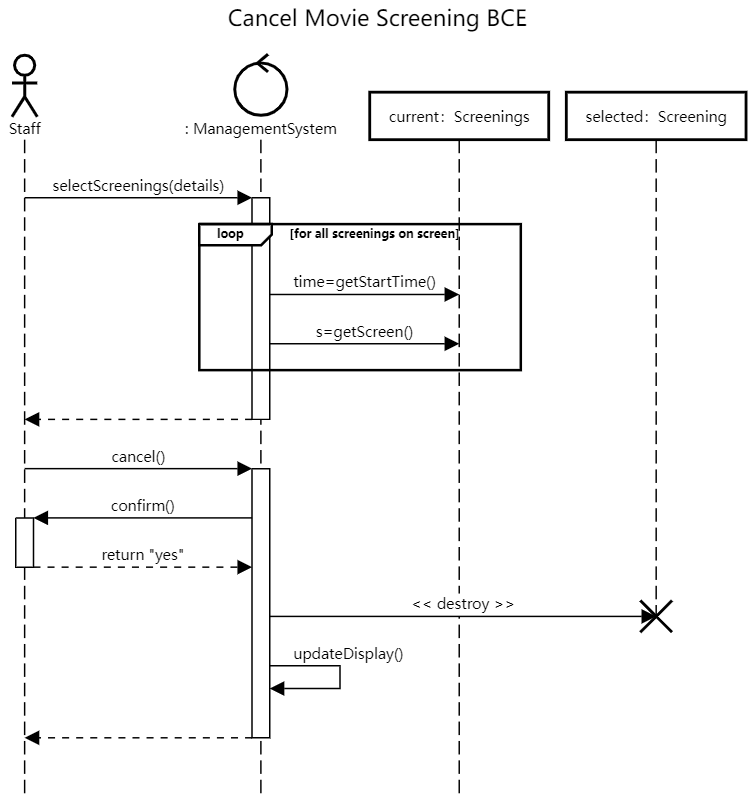 Cancel Movie Screening BCE
Staff
: ManagementSystem
current: Screenings
selected: Screening
selectScreenings(details)
loop
[for all screenings on screen]
time=getStartTime()
s=getScreen()
cancel()
confirm()
return "yes"
<< destroy >>
updateDisplay()